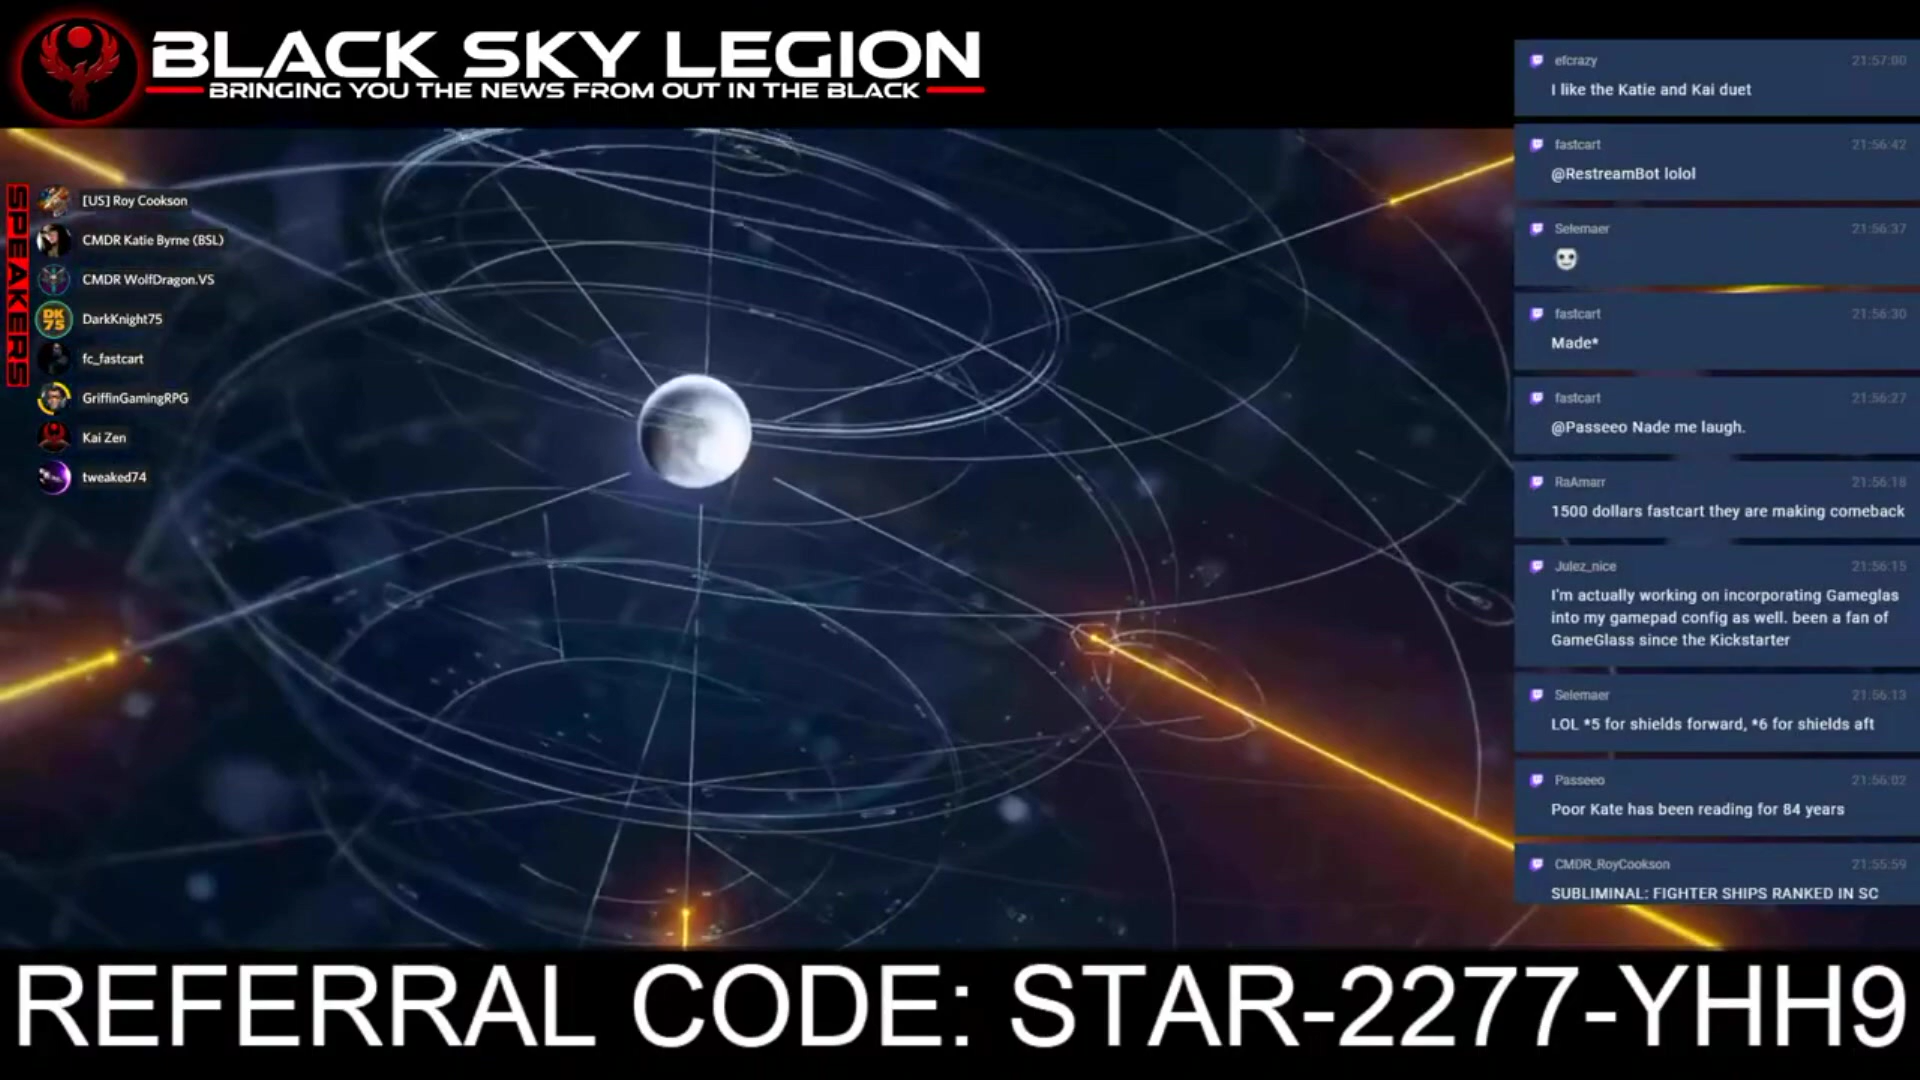 BLACK SKY LEGION
BRINGING YOU THE NEWS FROM OUT IN THE BLACK
SPEAKERS
[US] Roy Cookson
CMDR Katie Byrne (BSL)
CMDR WolfDragon.VS
DK
75
DarkKnight75
fc_fastcart
GriffinGamingRPG
Kai Zen
tweaked74
efcrazy 21:57:00
I like the Katie and Kai duet
fastcart 21:56:42
@RestreamBot lolol
Selemaer 21:56:37
fastcart 21:56:30
Made*
fastcart 21:56:27
@Passeeo Nade me laugh.
RaAmarr 21:56:18
1500 dollars fastcart they are making comeback
Julez_nice 21:56:15
I'm actually working on incorporating Gameglas
into my gamepad config as well. been a fan of
GameGlass since the Kickstarter
Selemaer 21:56:13
LOL *5 for shields forward, *6 for shields aft
Passeeo 21:56:02
Poor Kate has been reading for 84 years
CMDR_RoyCookson 21:55:59
SUBLIMINAL: FIGHTER SHIPS RANKED IN SC
REFERRAL CODE: STAR-2277-YHH9